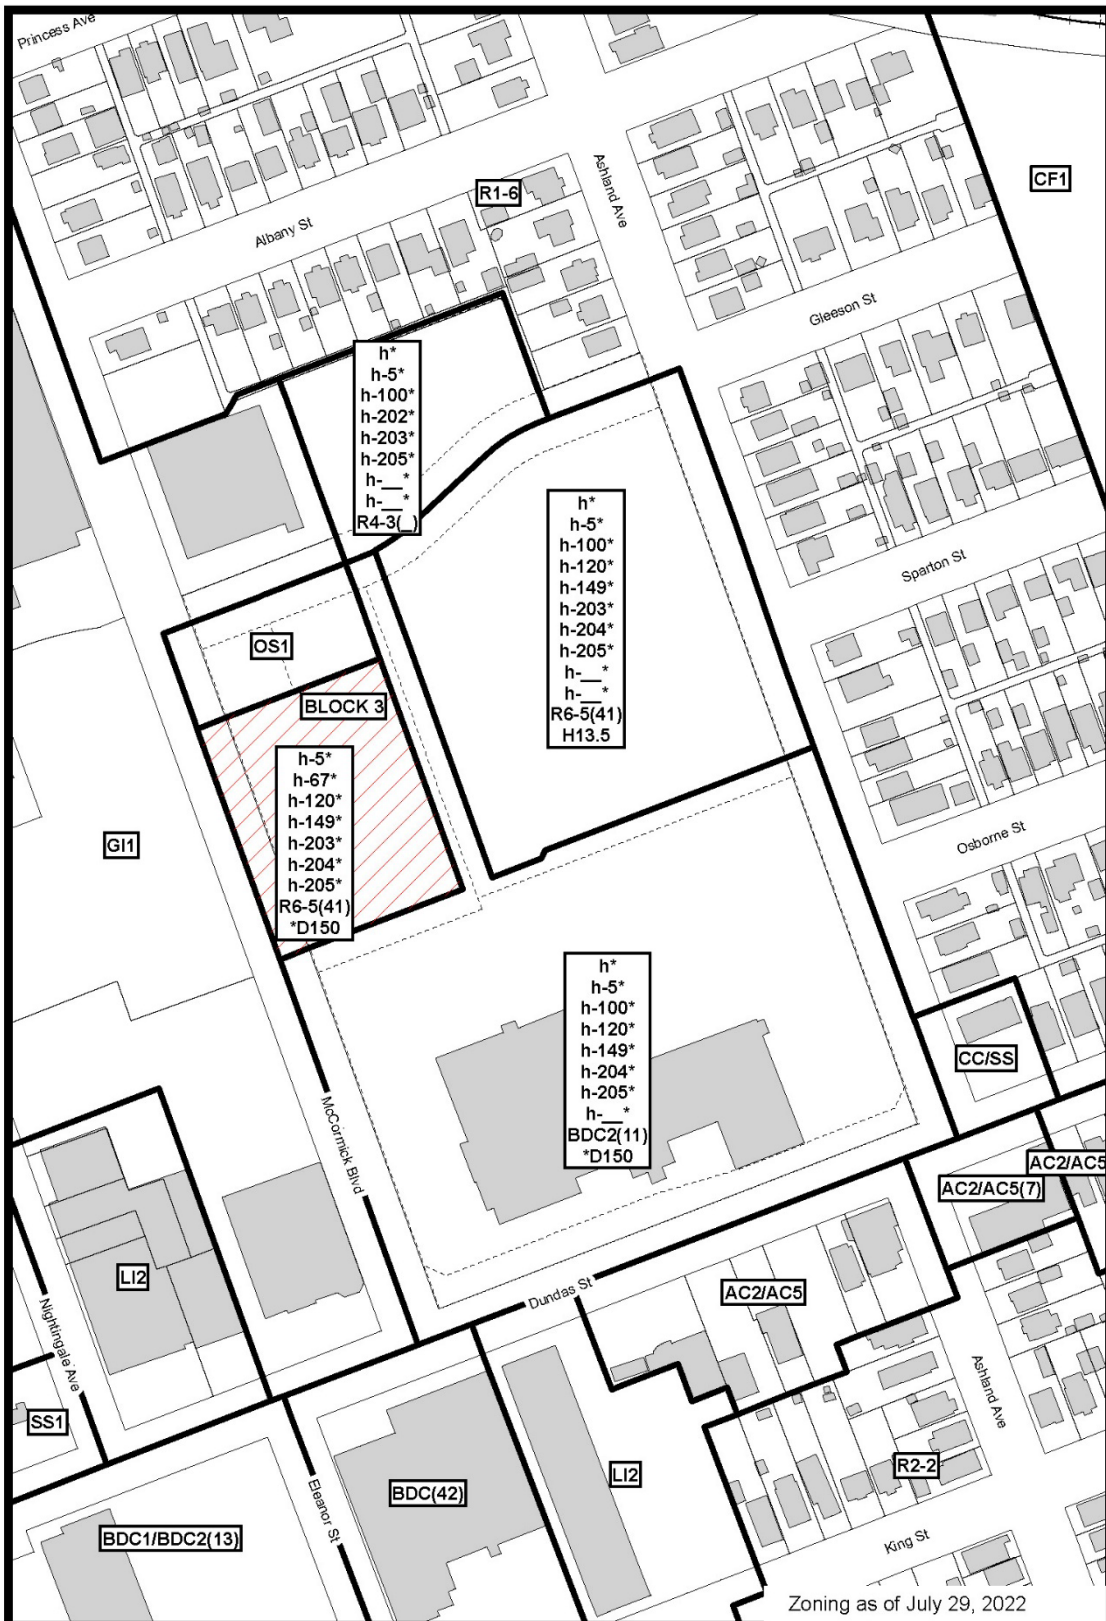 Princess Ave
Ashland Ave
R1-6
CF1
Albany St
Gleeson St
h*
h-5*
h-100*
h-202*
h-203*
h-205*
h-__*
h-__*
R4-3(_)
h*
h-5*
h-100*
h-120*
h-149*
h-203*
h-204*
h-205*
h-__*
h-__*
R6-5(41)
H13.5
Sparton St
OS1
BLOCK 3
h-5*
h-67*
h-120*
h-149*
h-203*
h-204*
h-205*
R6-5(41)
*D150
GI1
Osborne St
h*
h-5*
h-100*
h-120*
h-149*
h-204*
h-205*
h-__*
BDC2(11)
*D150
CC/SS
McCormick Blvd
AC2/AC5
AC2/AC5(7)
LI2
Dundas St
AC2/AC5
Nightingale Ave
Ashland Ave
SS1
R2-2
LI2
BDC(42)
Eleanor St
BDC1/BDC2(13)
King St
Zoning as of July 29, 2022